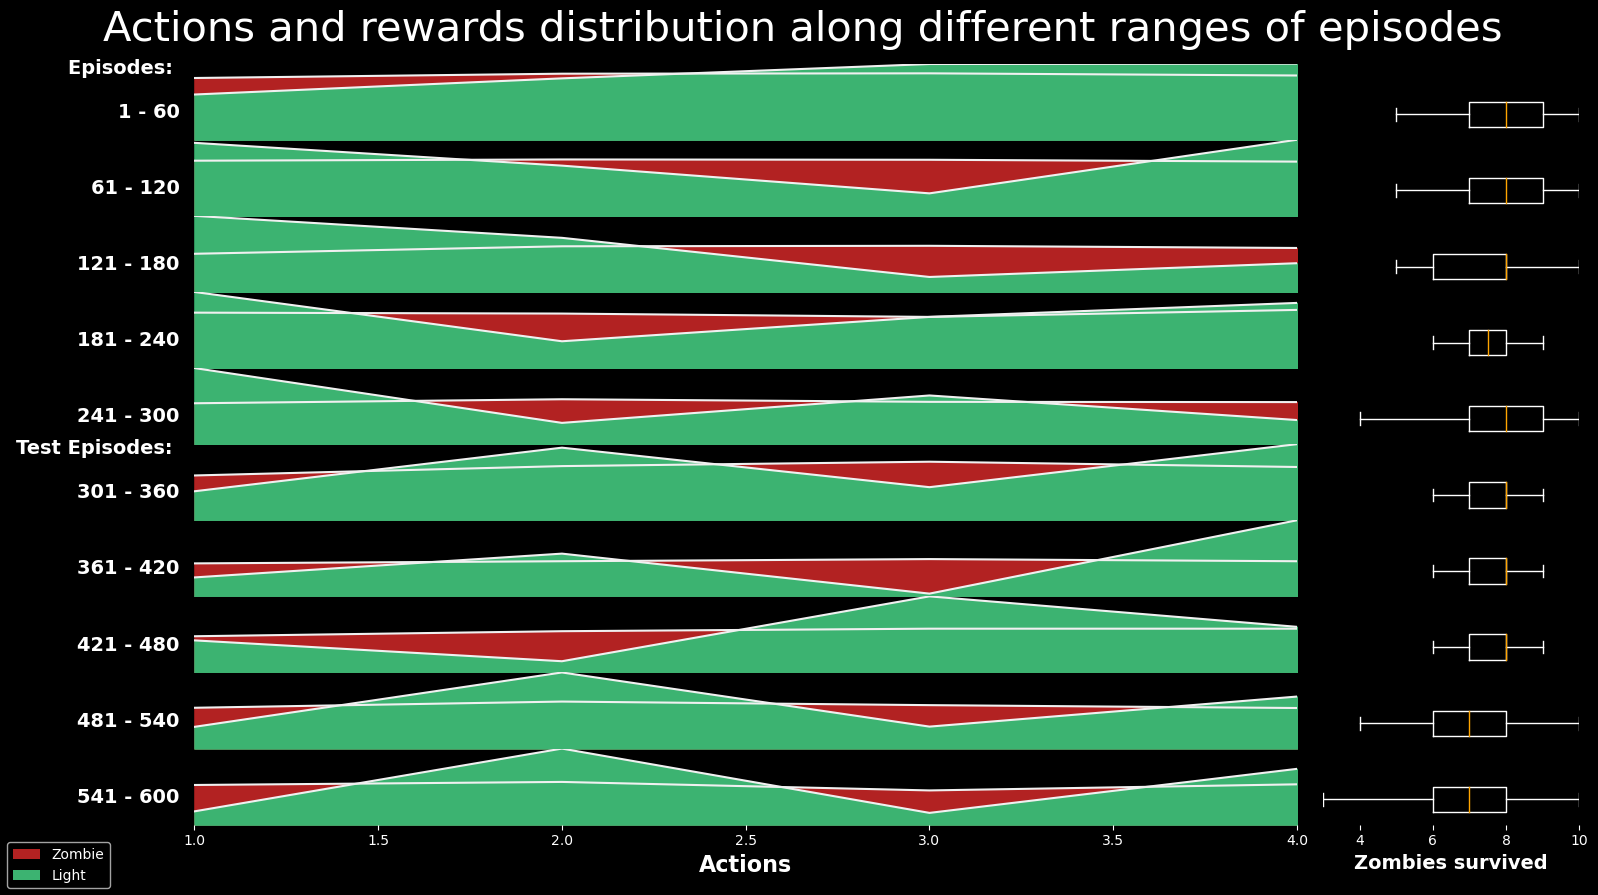 Actions and rewards distribution along different ranges of episodes
Episodes:
1 - 60
61 - 120
121 - 180
181 - 240
241 - 300
Test Episodes:
301 - 360
361 - 420
421 - 480
481 - 540
541 - 600
1.0 1.5 2.0 2.5 3.0 3.5 4.0
Actions
4 6 8 10
Zombies survived
Zombie
Light